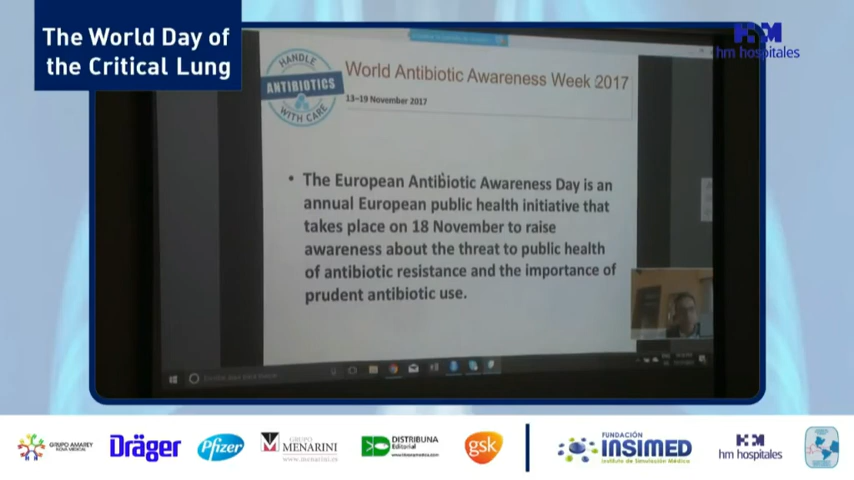 The World Day of
the Critical Lung
hm hospitales
HANDLE
ANTIBIOTICS
WITH CARE
World Antibiotic Awareness Week 2017
13–19 November 2017
• The European Antibiotic Awareness Day is an
annual European public health initiative that
takes place on 18 November to raise
awareness about the threat to public health
of antibiotic resistance and the importance of
prudent antibiotic use.
GRUPO AMAREY
NOVA MEDICAL
Dräger
Pfizer
GRUPO
MENARINI
www.menarini.es
DISTRIBUNA
Editorial
gsk
FUNDACIÓN
INSIMED
Instituto de Simulación Médica
hm hospitales